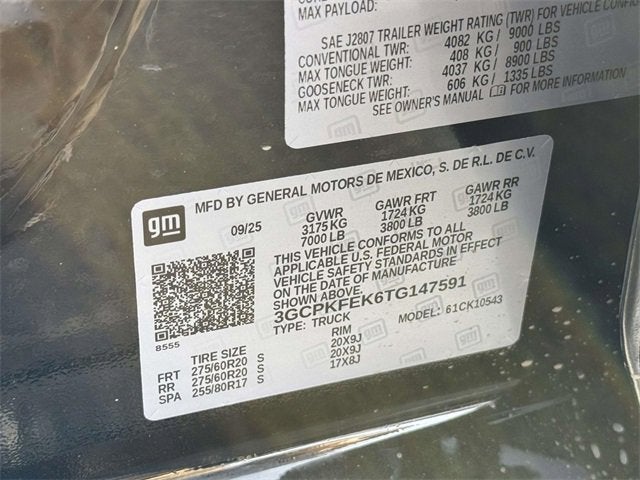 MAX PAYLOAD:
SAE J2807 TRAILER WEIGHT RATING (TWR) FOR VEHICLE
CONVENTIONAL TWR: 4082 KG / 9000 LBS
MAX TONGUE WEIGHT: 408 KG / 900 LBS
GOOSENECK TWR: 4037 KG / 8900 LBS
MAX TONGUE WEIGHT: 606 KG / 1335 LBS
SEE OWNER'S MANUAL FOR MORE INFORMATION
gm
MFD BY GENERAL MOTORS DE MEXICO, S. DE R.L. DE C.V.
09/25 GVWR GAWR FRT GAWR RR
3175 KG 1724 KG 1724 KG
7000 LB 3800 LB 3800 LB
THIS VEHICLE CONFORMS TO ALL
APPLICABLE U.S. FEDERAL MOTOR
VEHICLE SAFETY STANDARDS IN EFFECT
ON THE DATE OF MANUFACTURE
SHOWN ABOVE.
3GCPKFEK6TG147591
TYPE: TRUCK MODEL: 61CK10543
8555
TIRE SIZE RIM
FRT 275/60R20 S 20X9J
RR 275/60R20 S 20X9J
SPA 255/80R17 S 17X8J